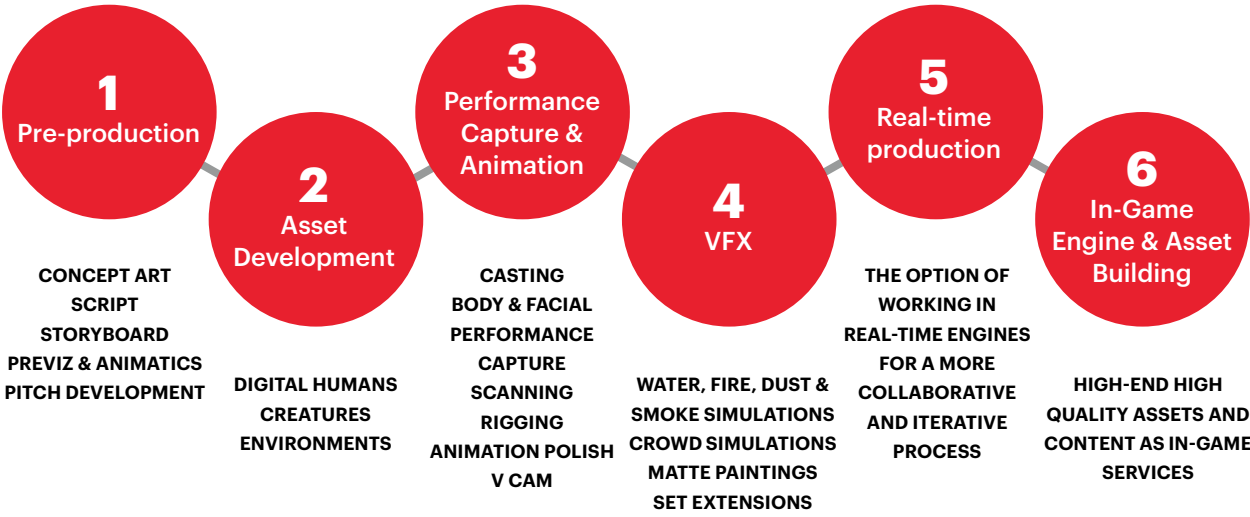 1
Pre-production
CONCEPT ART
SCRIPT
STORYBOARD
PREVIZ & ANIMATICS
PITCH DEVELOPMENT
2
Asset
Development
DIGITAL HUMANS
CREATURES
ENVIRONMENTS
3
Performance
Capture &
Animation
CASTING
BODY & FACIAL
PERFORMANCE
CAPTURE
SCANNING
RIGGING
ANIMATION POLISH
V CAM
4
VFX
WATER, FIRE, DUST &
SMOKE SIMULATIONS
CROWD SIMULATIONS
MATTE PAINTINGS
SET EXTENSIONS
5
Real-time
production
THE OPTION OF
WORKING IN
REAL-TIME ENGINES
FOR A MORE
COLLABORATIVE
AND ITERATIVE
PROCESS
6
In-Game
Engine & Asset
Building
HIGH-END HIGH
QUALITY ASSETS AND
CONTENT AS IN-GAME
SERVICES